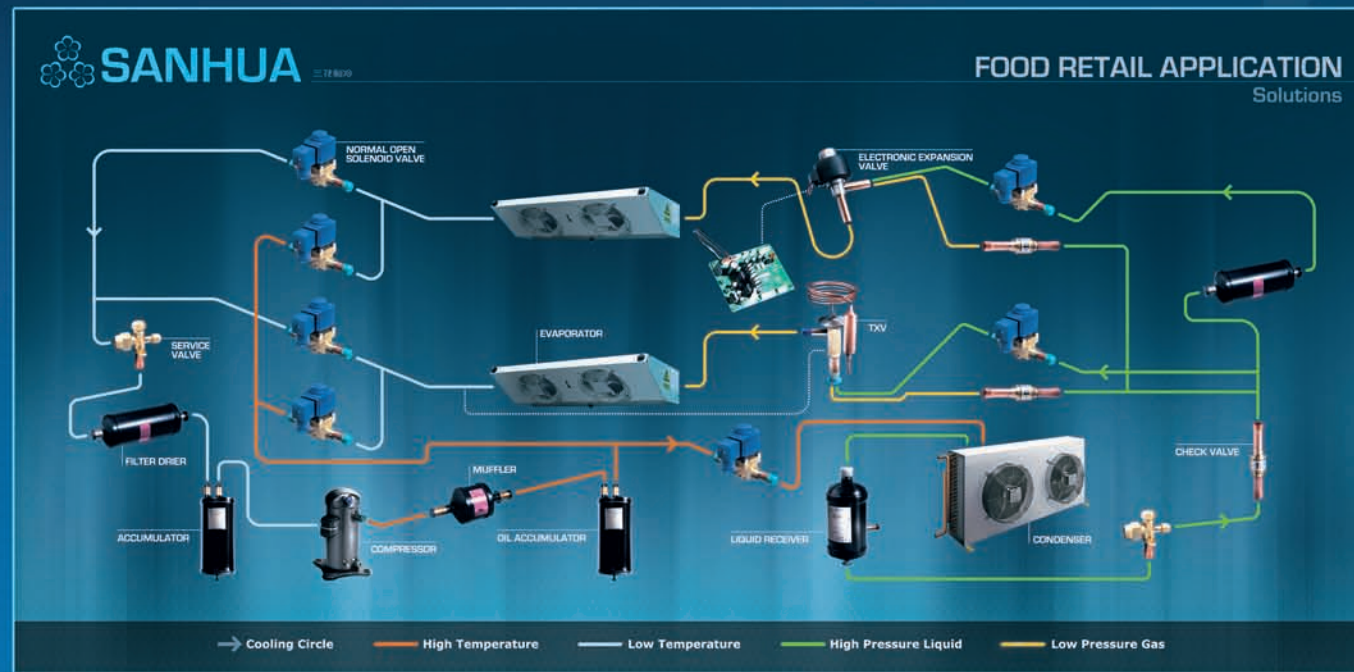 SANHUA
FOOD RETAIL APPLICATION
Solutions
NORMAL OPEN
SOLENOID VALVE
ELECTRONIC EXPANSION
VALVE
SERVICE
VALVE
EVAPORATOR
TXV
FILTER DRIER
MUFFLER
CHECK VALVE
ACCUMULATOR
COMPRESSOR
OIL ACCUMULATOR
LIQUID RECEIVER
CONDENSER
Cooling Circle
High Temperature
Low Temperature
High Pressure Liquid
Low Pressure Gas